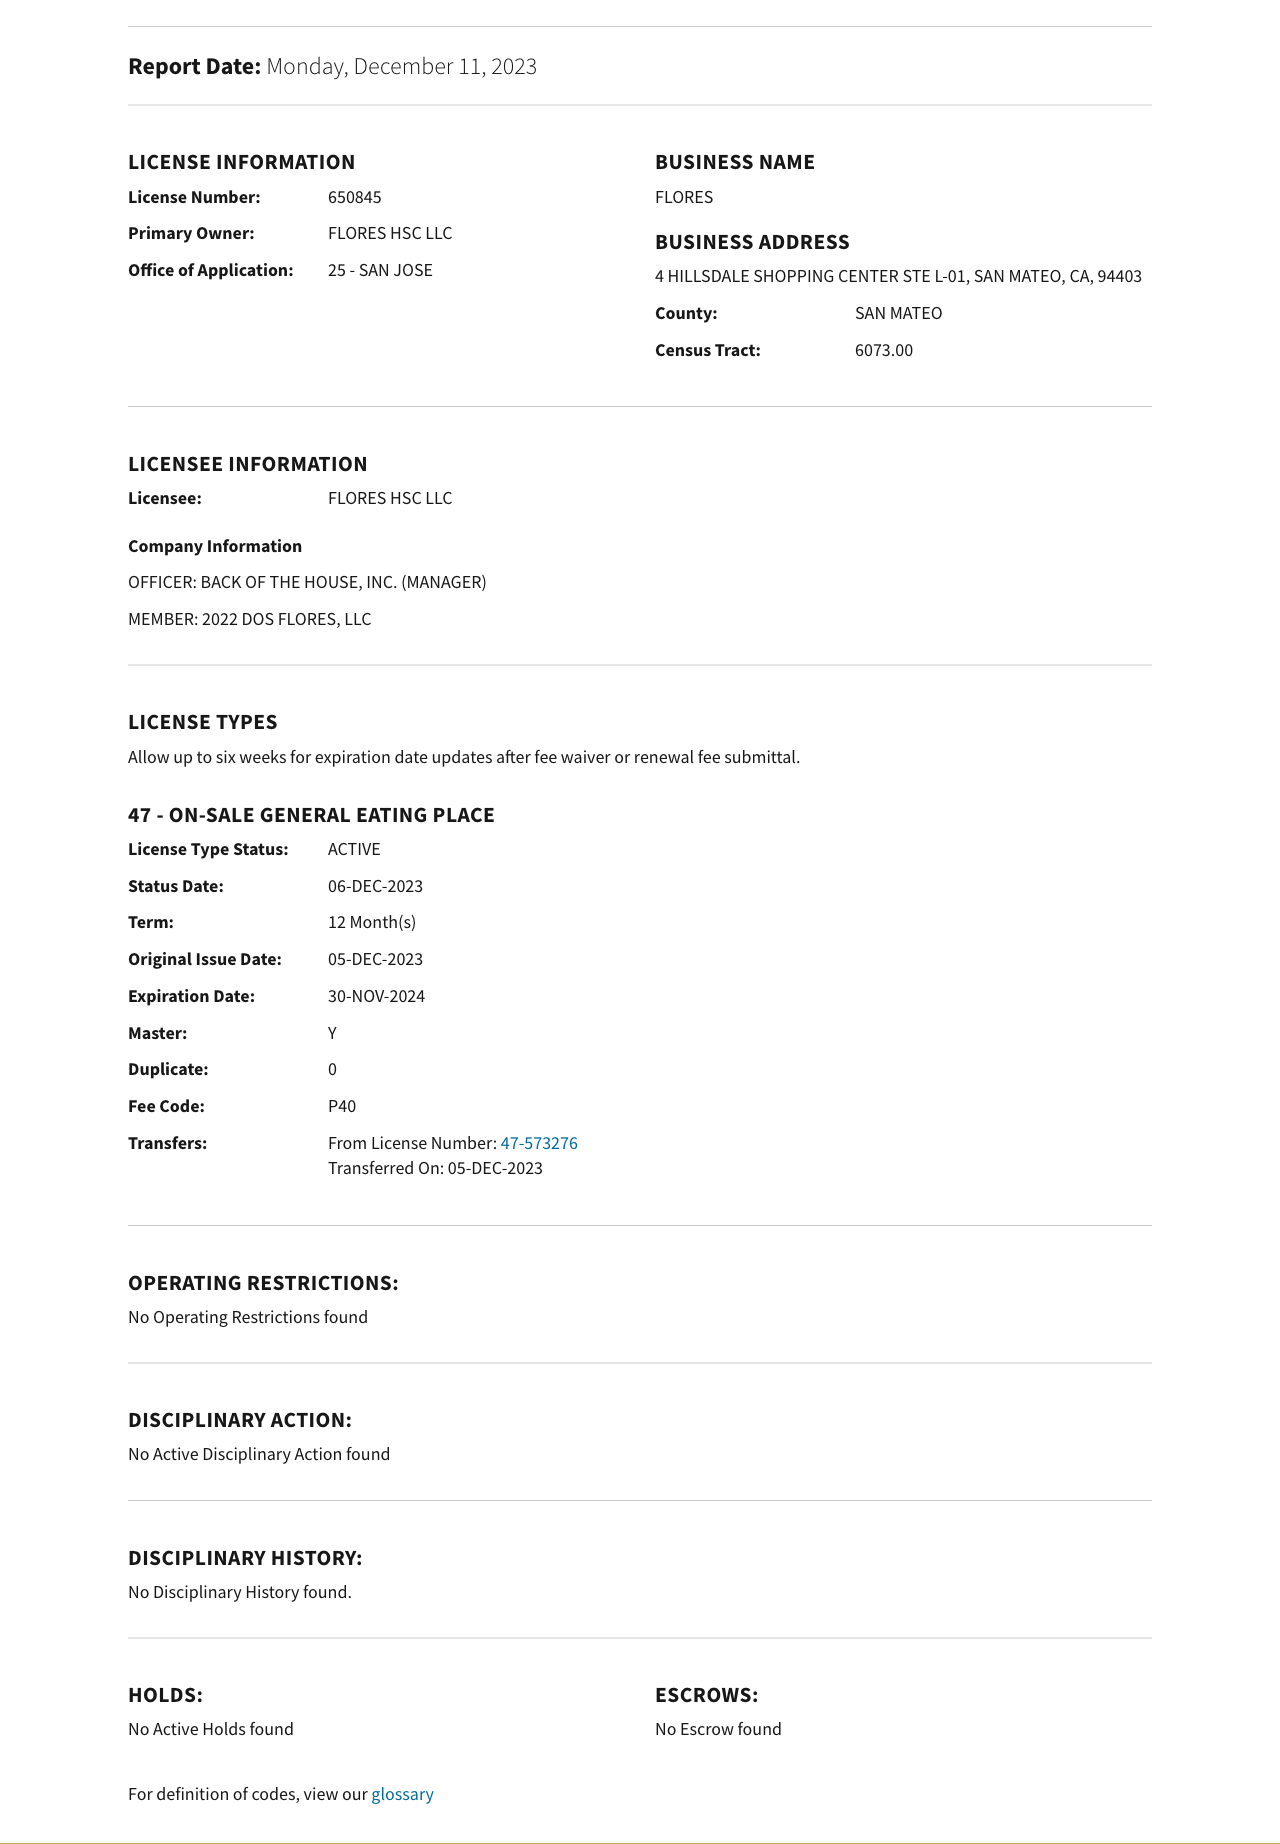 Report Date: Monday, December 11, 2023
LICENSE INFORMATION
License Number: 650845
Primary Owner: FLORES HSC LLC
Office of Application: 25 - SAN JOSE
BUSINESS NAME
FLORES
BUSINESS ADDRESS
4 HILLSDALE SHOPPING CENTER STE L-01, SAN MATEO, CA, 94403
County: SAN MATEO
Census Tract: 6073.00
LICENSEE INFORMATION
Licensee: FLORES HSC LLC
Company Information
OFFICER: BACK OF THE HOUSE, INC. (MANAGER)
MEMBER: 2022 DOS FLORES, LLC
LICENSE TYPES
Allow up to six weeks for expiration date updates after fee waiver or renewal fee submittal.
47 - ON-SALE GENERAL EATING PLACE
License Type Status: ACTIVE
Status Date: 06-DEC-2023
Term: 12 Month(s)
Original Issue Date: 05-DEC-2023
Expiration Date: 30-NOV-2024
Master: Y
Duplicate: 0
Fee Code: P40
Transfers: From License Number: 47-573276
Transferred On: 05-DEC-2023
OPERATING RESTRICTIONS:
No Operating Restrictions found
DISCIPLINARY ACTION:
No Active Disciplinary Action found
DISCIPLINARY HISTORY:
No Disciplinary History found.
HOLDS:
No Active Holds found
ESCROWS:
No Escrow found
For definition of codes, view our glossary